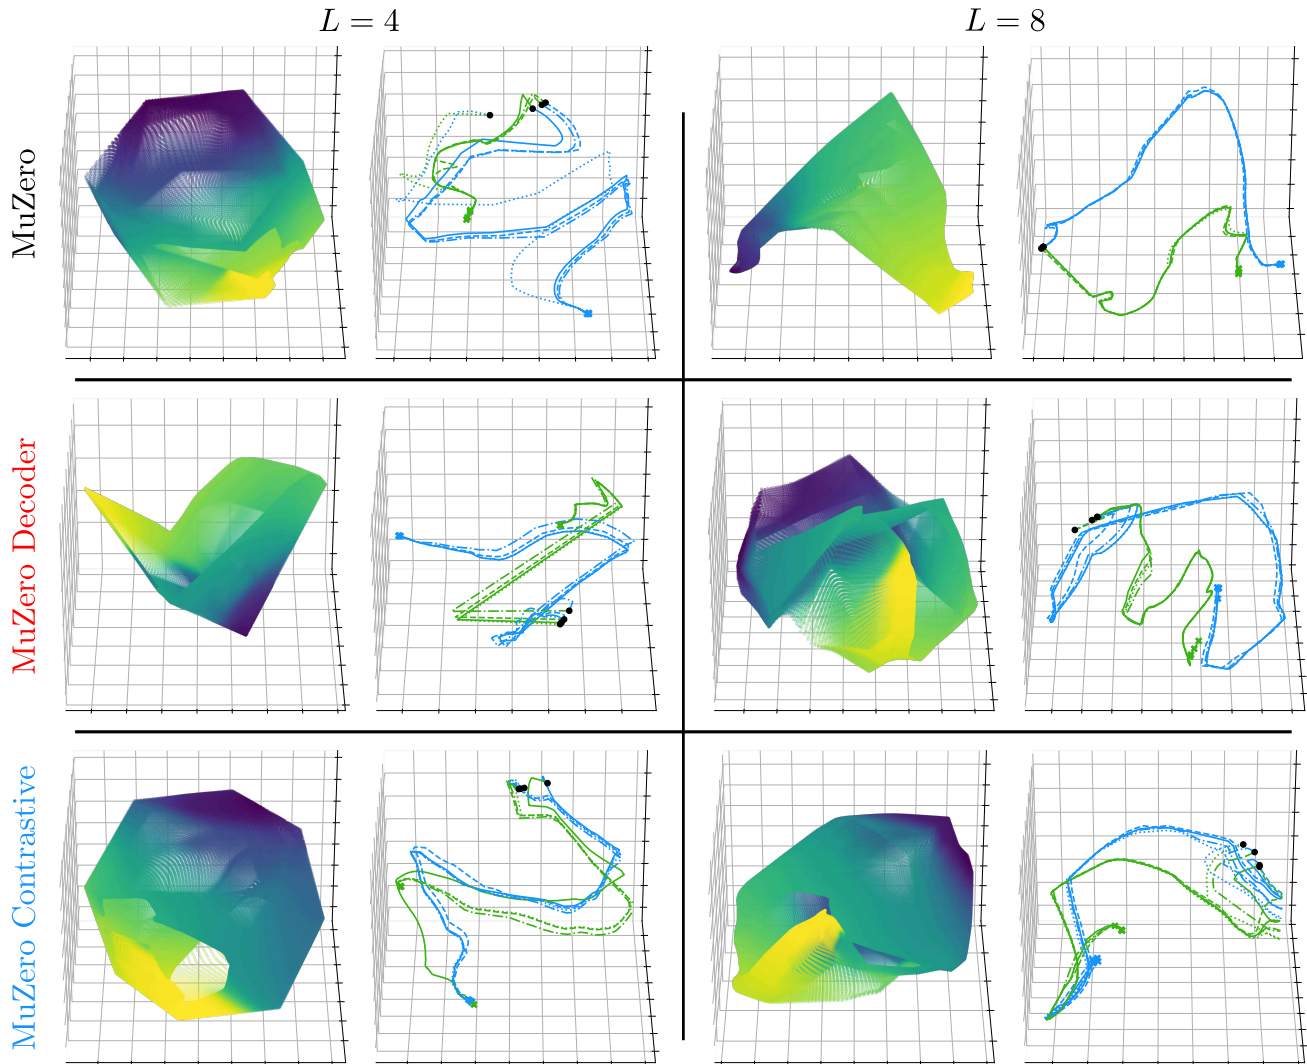 L = 4
L = 8
MuZero
MuZero Decoder
MuZero Contrastive